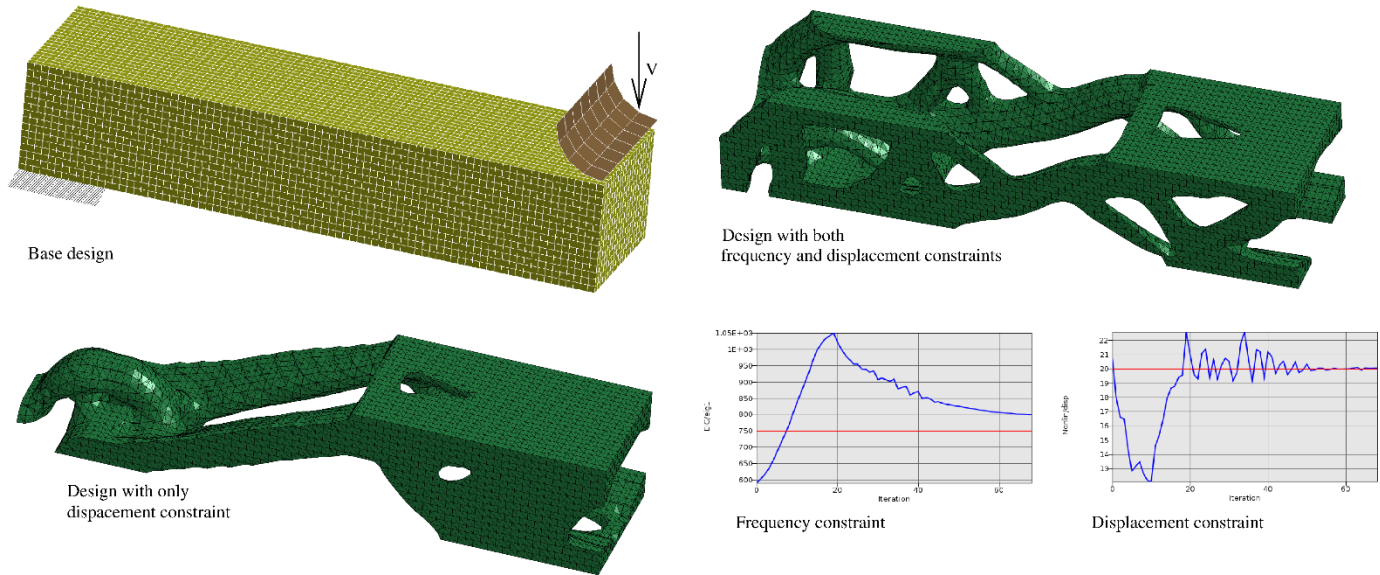 V
Base design
Design with both
frequency and displacement constraints
Design with only
dispacement constraint
1.05E+03
1E+03
950
900
850
800
750
700
650
600
0
20
40
60
Iteration
Frequency constraint
22
21
20
19
18
17
16
15
14
13
0
20
40
60
Iteration
Displacement constraint